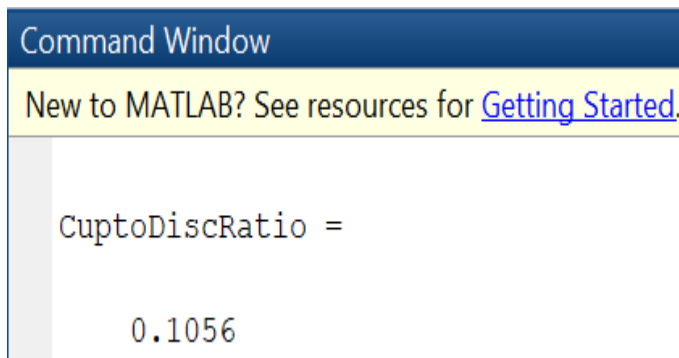 Command Window
New to MATLAB? See resources for Getting Started.
CuptoDiscRatio =
0.1056